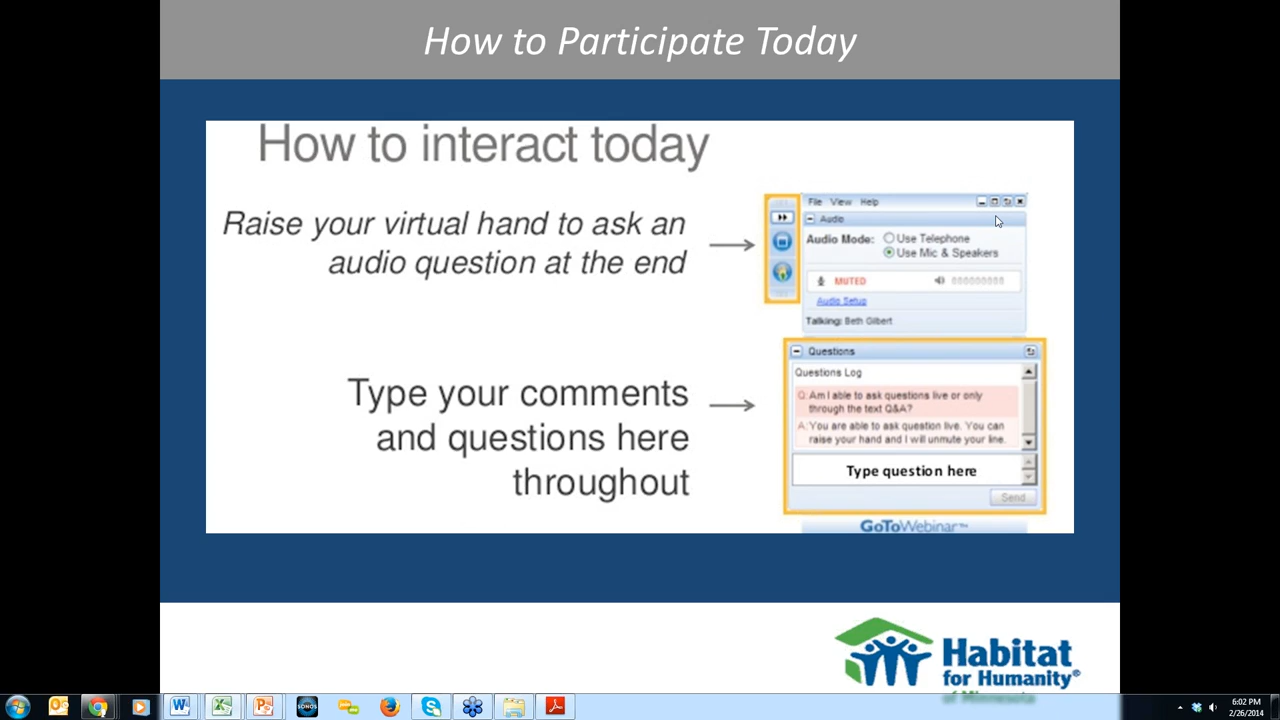 How to Participate Today
How to interact today
Raise your virtual hand to ask an
audio question at the end
File View Help
Audio
Audio Mode: Use Telephone
Use Mic & Speakers
MUTED
Audio Setup
Talking: Beth Gilbert
Type your comments
and questions here
throughout
Questions
Questions Log
Q: Am I able to ask questions live or only
through the text Q&A?
A: You are able to ask question live. You can
raise your hand and I will unmute your line.
Type question here
Send
GoToWebinar™
Habitat
for Humanity®
of Minnesota
SONOS
6:02 PM
2/26/2014